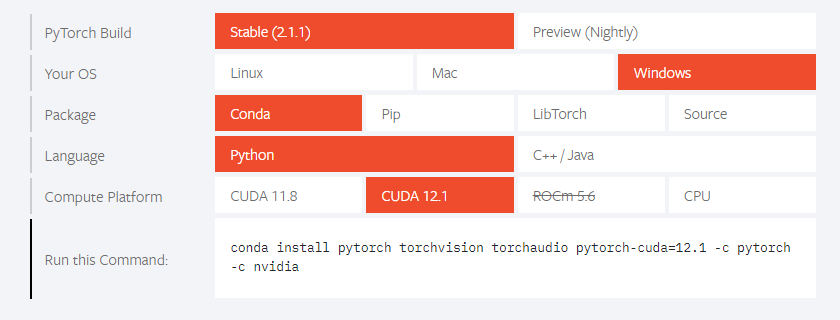 PyTorch Build Stable (2.1.1) Preview (Nightly)
Your OS Linux Mac Windows
Package Conda Pip LibTorch Source
Language Python C++ / Java
Compute Platform CUDA 11.8 CUDA 12.1 ROCm 5.6 CPU
Run this Command: conda install pytorch torchvision torchaudio pytorch-cuda=12.1 -c pytorch
-c nvidia